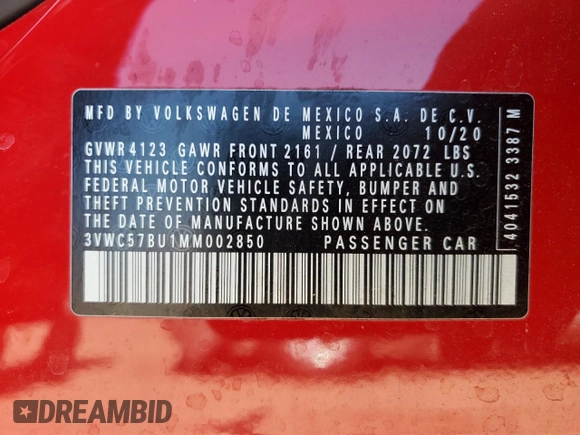 MFD BY VOLKSWAGEN DE MEXICO S.A. DE C.V.
MEXICO 10/20
GVWR 4123 GAWR FRONT 2161 / REAR 2072 LBS
THIS VEHICLE CONFORMS TO ALL APPLICABLE U.S.
FEDERAL MOTOR VEHICLE SAFETY, BUMPER AND
THEFT PREVENTION STANDARDS IN EFFECT ON
THE DATE OF MANUFACTURE SHOWN ABOVE.
3VWC57BU1MM002850 PASSENGER CAR
4041532 3387 M
DREAMBID